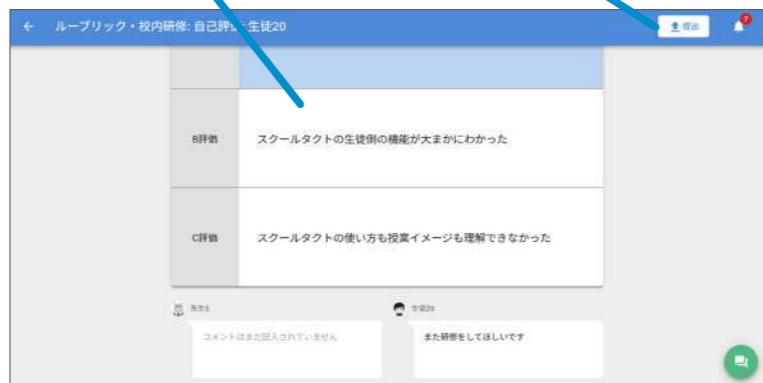 ← ルーブリック・校内研修: 自己評価: 生徒20
提出
7
B評価
スクールタクトの生徒側の機能が大まかにわかった
C評価
スクールタクトの使い方も授業イメージも理解できなかった
生徒20
コメントはまだ記入されていません
また研修をしてほしいです